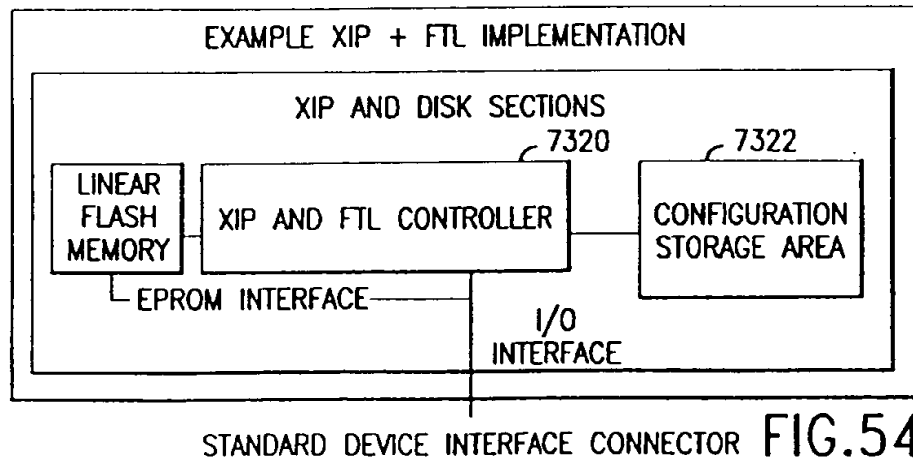 EXAMPLE XIP + FTL IMPLEMENTATION
XIP AND DISK SECTIONS
7320
7322
LINEAR
FLASH
MEMORY
XIP AND FTL CONTROLLER
CONFIGURATION
STORAGE AREA
EPROM INTERFACE
I/O
INTERFACE
STANDARD DEVICE INTERFACE CONNECTOR
FIG.54